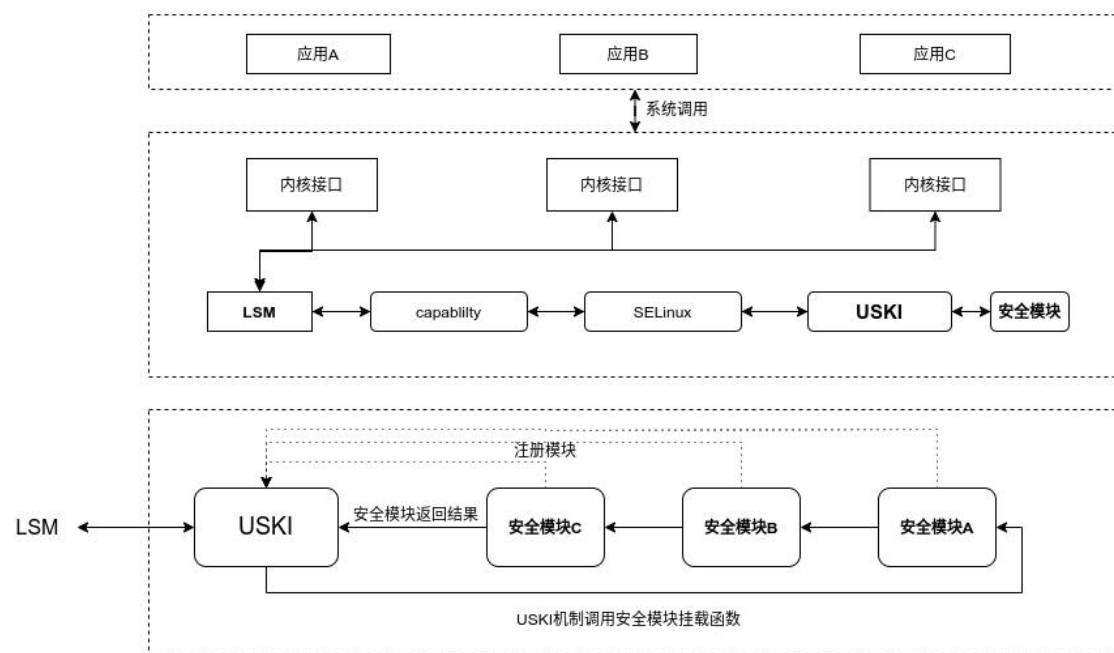 应用A
应用B
应用C
系统调用
内核接口
内核接口
内核接口
LSM
capablilty
SELinux
USKI
安全模块
注册模块
LSM
USKI
安全模块返回结果
安全模块C
安全模块B
安全模块A
USKI机制调用安全模块挂载函数